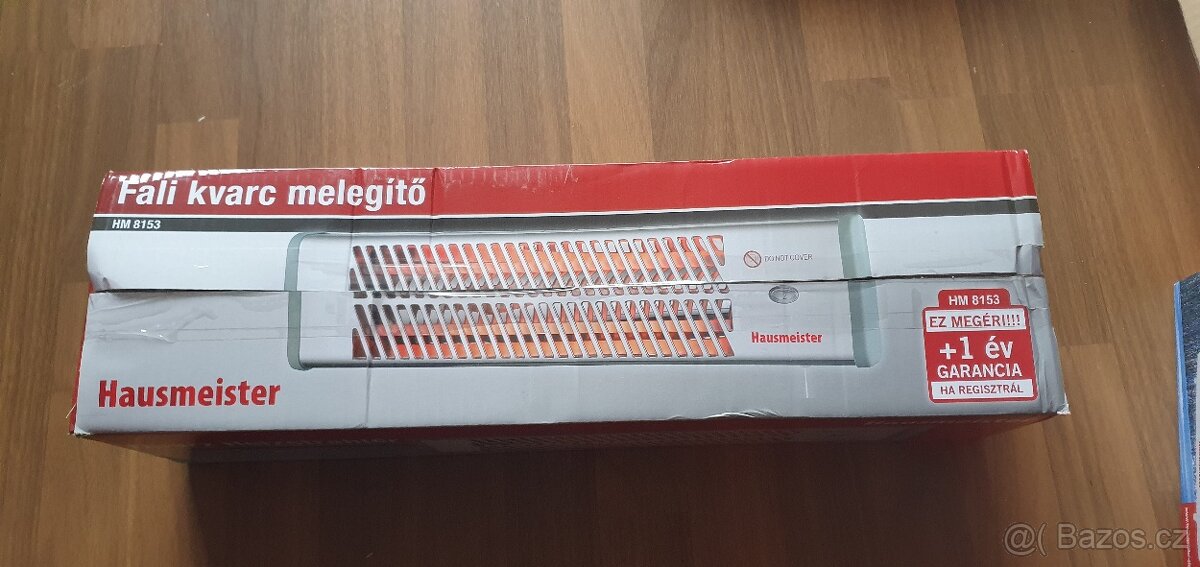 Fali kvarc melegítő
HM 8153
DO NOT COVER
Hausmeister
Hausmeister
HM 8153
EZ MEGÉRI!!!
+1 év
GARANCIA
HA REGISZTRÁL
@( Bazos.cz